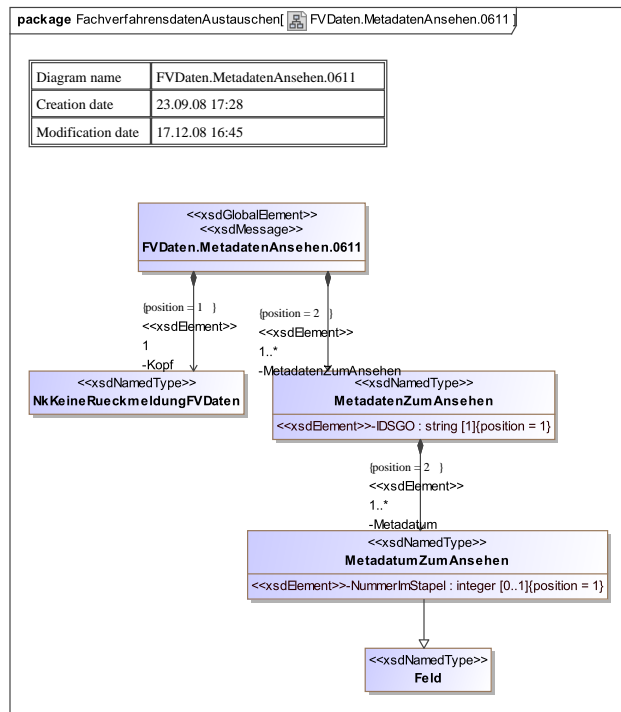 package FachverfahrensdatenAustauschen[ FVDaten.MetadatenAnsehen.0611 ]
Diagram name FVDaten.MetadatenAnsehen.0611
Creation date 23.09.08 17:28
Modification date 17.12.08 16:45
<<xsdGlobalElement>>
<<xsdMessage>>
FVDaten.MetadatenAnsehen.0611
{position = 1 }
<<xsdElement>>
1
-Kopf
{position = 2 }
<<xsdElement>>
1..*
-MetadatenZumAnsehen
<<xsdNamedType>>
NkKeineRueckmeldungFVDaten
<<xsdNamedType>>
MetadatenZumAnsehen
<<xsdElement>>-IDSGO : string [1]{position = 1}
{position = 2 }
<<xsdElement>>
1..*
-Metadatum
<<xsdNamedType>>
MetadatumZumAnsehen
<<xsdElement>>-NummerImStapel : integer [0..1]{position = 1}
<<xsdNamedType>>
Feld